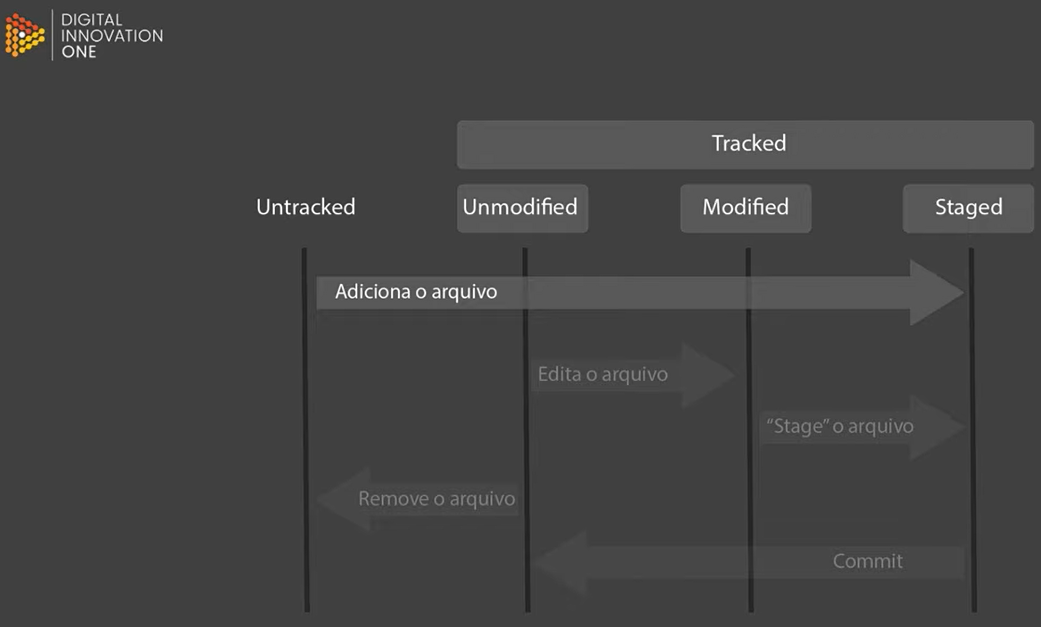 DIGITAL
INNOVATION
ONE
Tracked
Untracked
Unmodified
Modified
Staged
Adiciona o arquivo
Edita o arquivo
“Stage” o arquivo
Remove o arquivo
Commit